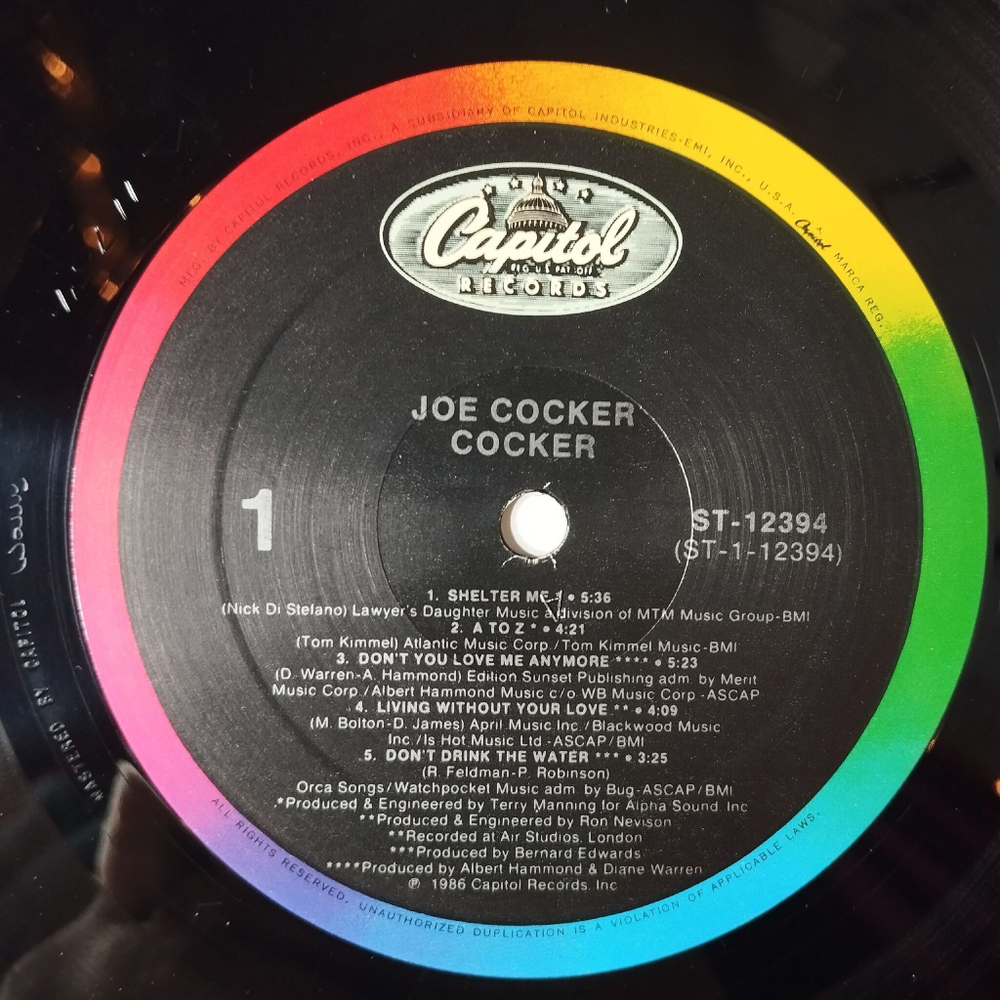 MFG. BY CAPITOL RECORDS, INC., A SUBSIDIARY OF CAPITOL INDUSTRIES-EMI, INC., U.S.A. Capitol MARCA REG.
Capitol
REG. U.S. PAT. OFF.
RECORDS
JOE COCKER
COCKER
1
ST-12394
(ST-1-12394)
1. SHELTER ME • 5:36
(Nick Di Stefano) Lawyer's Daughter Music a division of MTM Music Group-BMI
2. A TO Z * • 4:21
(Tom Kimmel) Atlantic Music Corp./Tom Kimmel Music-BMI
3. DON'T YOU LOVE ME ANYMORE **** • 5:23
(D. Warren-A. Hammond) Edition Sunset Publishing adm. by Merit
Music Corp./Albert Hammond Music c/o WB Music Corp.-ASCAP
4. LIVING WITHOUT YOUR LOVE ** • 4:09
(M. Bolton-D. James) April Music Inc./Blackwood Music
Inc./Is Hot Music Ltd.-ASCAP/BMI
5. DON'T DRINK THE WATER *** • 3:25
(R. Feldman-P. Robinson)
Orca Songs/Watchpocket Music adm. by Bug-ASCAP/BMI
*Produced & Engineered by Terry Manning for Alpha Sound, Inc.
**Produced & Engineered by Ron Nevison
**Recorded at Air Studios, London
***Produced by Bernard Edwards
****Produced by Albert Hammond & Diane Warren
℗ 1986 Capitol Records, Inc.
ALL RIGHTS RESERVED. UNAUTHORIZED DUPLICATION IS A VIOLATION OF APPLICABLE LAWS.
MASTERED BY CAPITOL